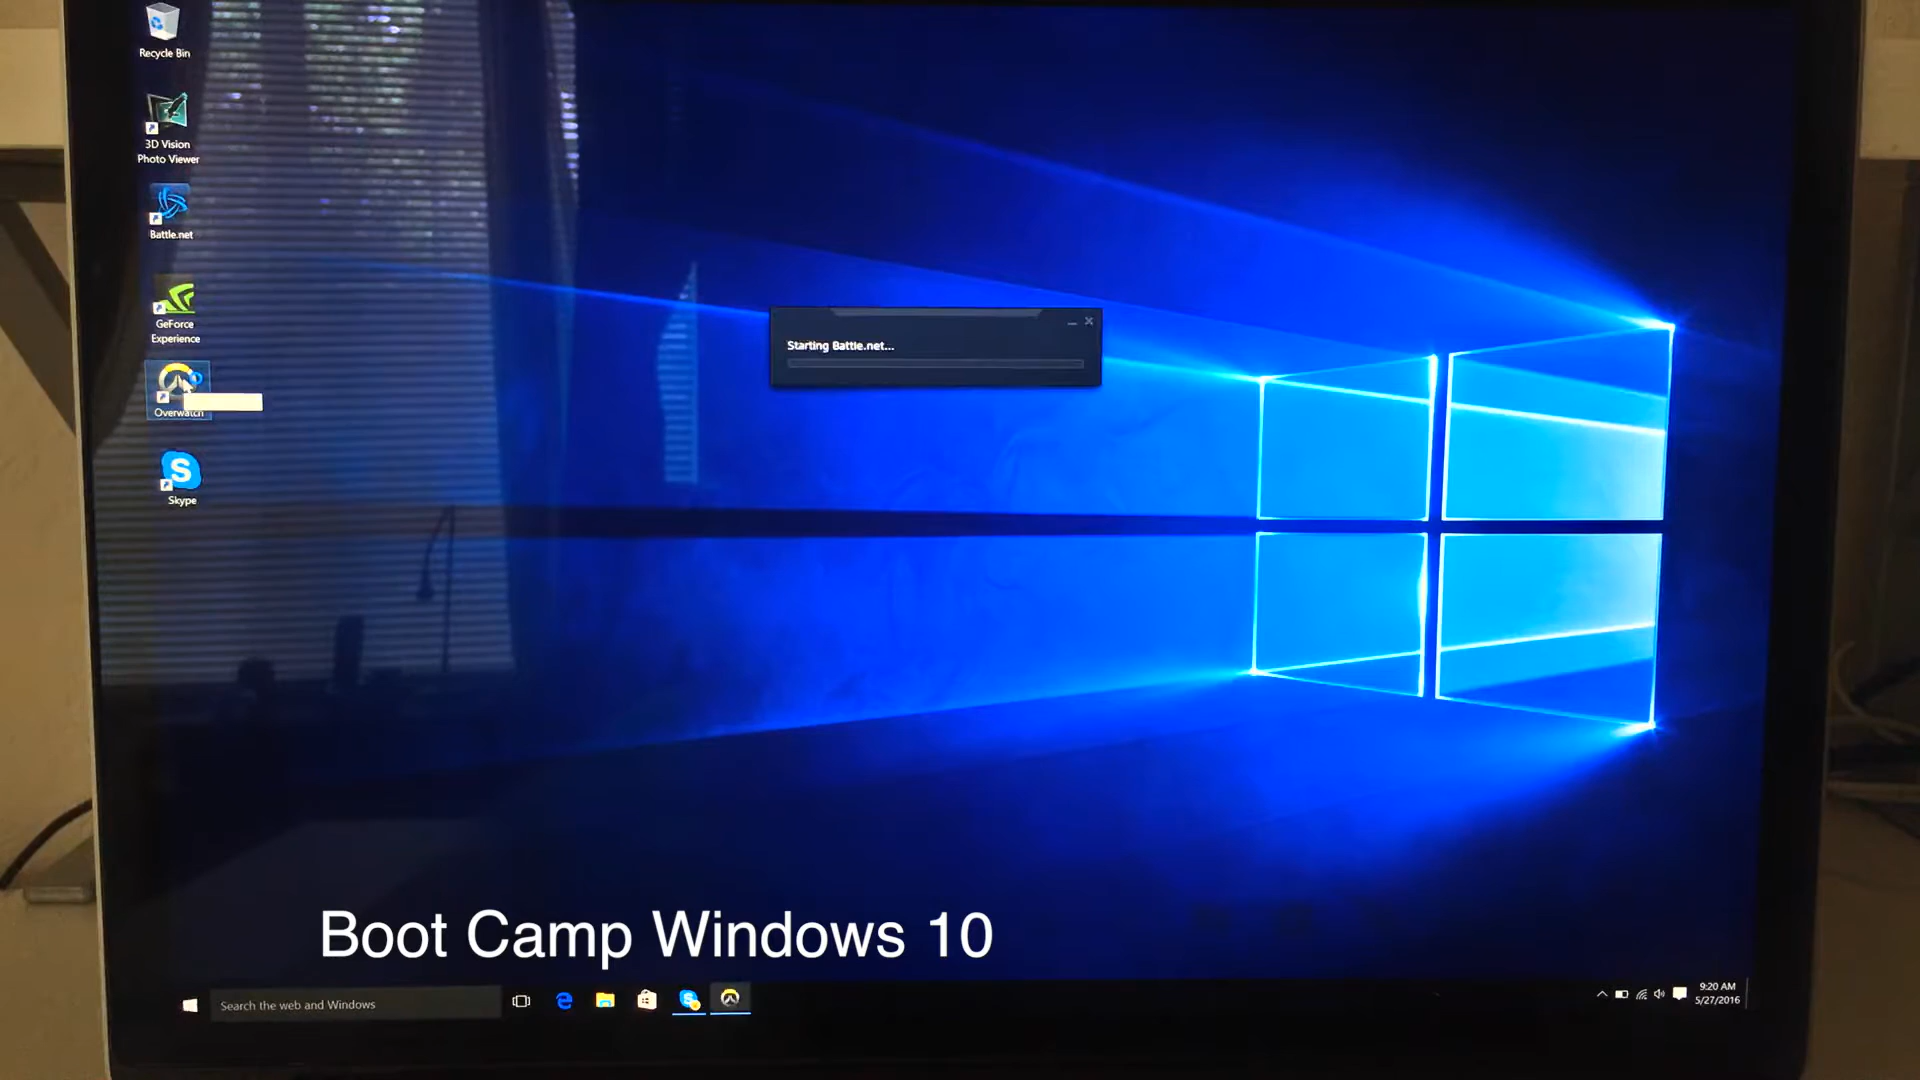 Recycle Bin
3D Vision
Photo Viewer
Battle.net
GeForce
Experience
Overwatch
Skype
Starting Battle.net...
Boot Camp Windows 10
Search the web and Windows
9:20 AM
5/27/2016